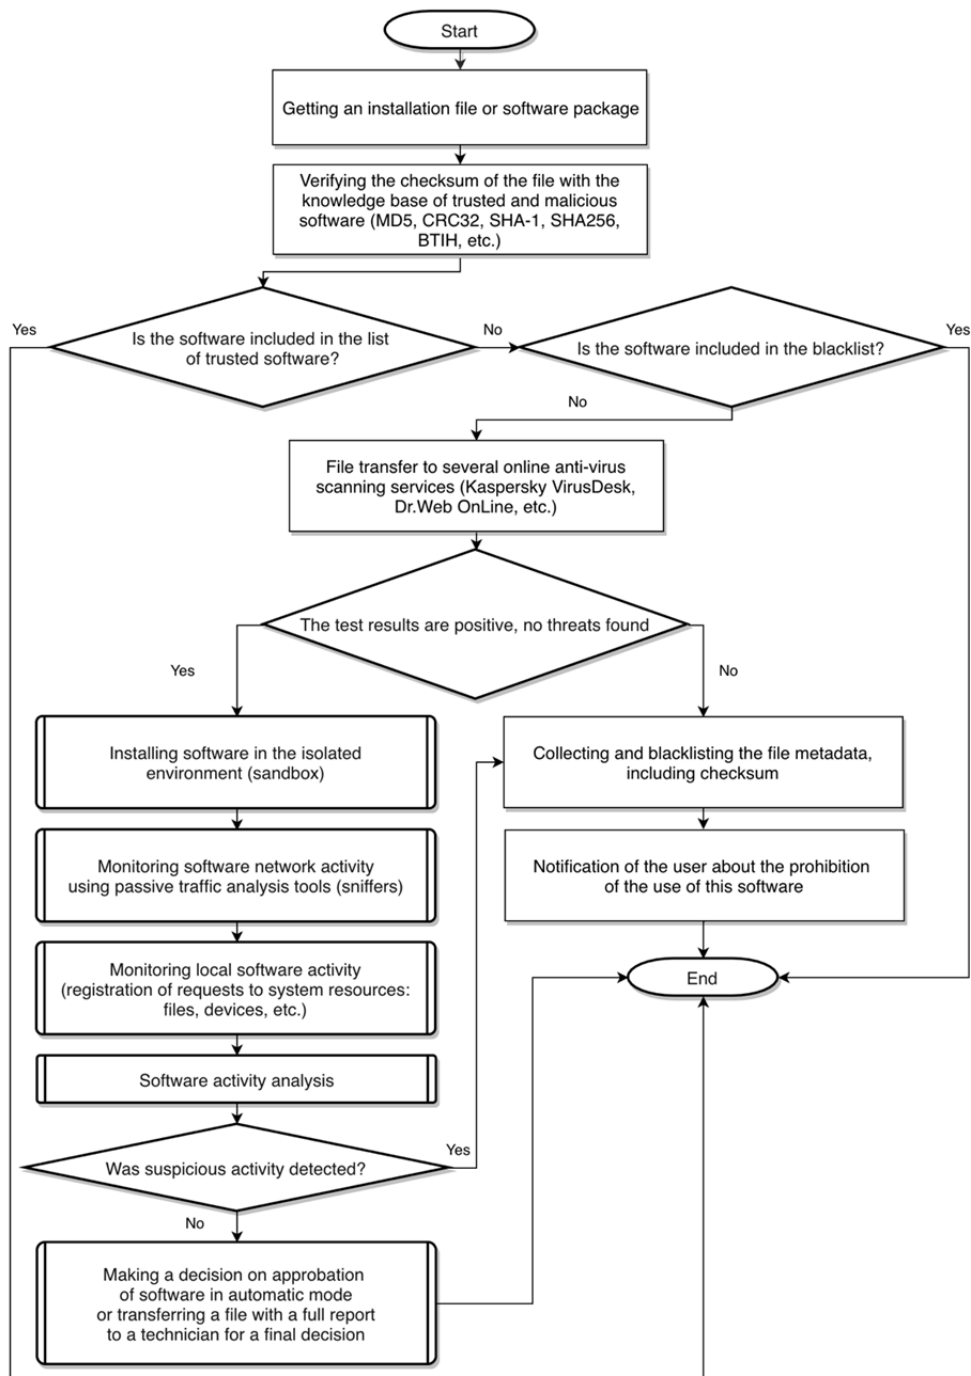 Start
Getting an installation file or software package
Verifying the checksum of the file with the
knowledge base of trusted and malicious
software (MD5, CRC32, SHA-1, SHA256,
BTIH, etc.)
Yes
Is the software included in the list
of trusted software?
No
Is the software included in the blacklist?
Yes
No
File transfer to several online anti-virus
scanning services (Kaspersky VirusDesk,
Dr.Web OnLine, etc.)
The test results are positive, no threats found
Yes
No
Installing software in the isolated
environment (sandbox)
Collecting and blacklisting the file metadata,
including checksum
Monitoring software network activity
using passive traffic analysis tools (sniffers)
Notification of the user about the prohibition
of the use of this software
Monitoring local software activity
(registration of requests to system resources:
files, devices, etc.)
End
Software activity analysis
Was suspicious activity detected?
Yes
No
Making a decision on approbation
of software in automatic mode
or transferring a file with a full report
to a technician for a final decision